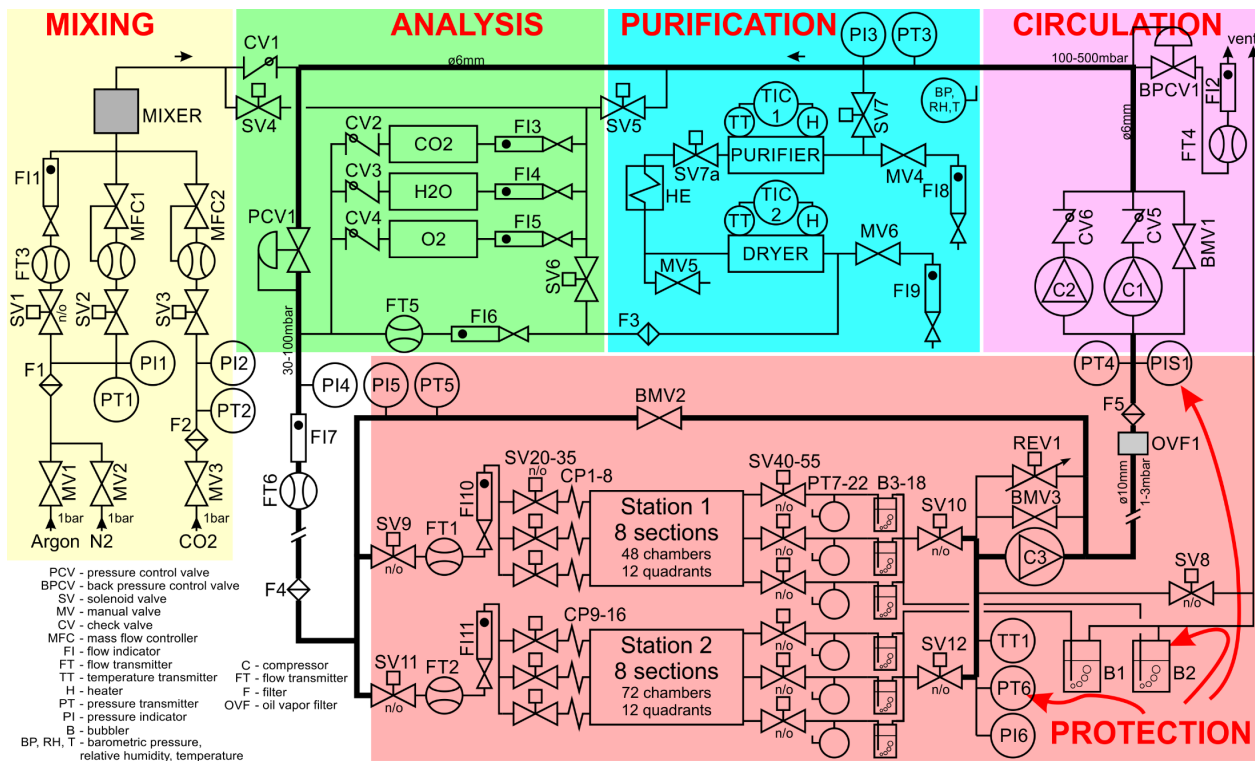 MIXING
ANALYSIS
PURIFICATION
CIRCULATION
CV1
ø6mm
PI3
PT3
100-500mbar
vent
BPCV1
FI2
MIXER
SV4
SV5
SV7
BP,
RH,T
FT4
ø6mm
CV2
CO2
FI3
TIC
1
TT
H
PURIFIER
SV7a
MV4
FI8
FI1
MFC1
MFC2
CV3
H2O
FI4
HE
PCV1
CV4
O2
FI5
TIC
2
TT
H
DRYER
MV6
CV6
CV5
BMV1
FT3
SV1
n/o
SV2
SV3
SV6
MV5
FI9
C2
C1
FT5
FI6
F3
30-100mbar
F1
PI1
PI2
PT1
PT2
F2
PI4
PI5
PT5
BMV2
PT4
PIS1
F5
OVF1
REV1
FI7
FT6
MV1
MV2
MV3
1bar
1bar
1bar
Argon
N2
CO2
SV20-35
n/o
CP1-8
FI10
SV9
n/o
FT1
n/o
Station 1
8 sections
48 chambers
12 quadrants
SV40-55
n/o
PT7-22
B3-18
n/o
SV10
n/o
BMV3
C3
ø10mm
1-3mbar
SV8
n/o
F4
CP9-16
FI11
SV11
n/o
FT2
n/o
Station 2
8 sections
72 chambers
12 quadrants
n/o
SV12
n/o
TT1
PT6
PI6
B1
B2
PROTECTION
PCV - pressure control valve
BPCV - back pressure control valve
SV - solenoid valve
MV - manual valve
CV - check valve
MFC - mass flow controller
FI - flow indicator
FT - flow transmitter
TT - temperature transmitter
H - heater
PT - pressure transmitter
PI - pressure indicator
B - bubbler
BP, RH, T - barometric pressure,
relative humidity, temperature
C - compressor
FT - flow transmitter
F - filter
OVF - oil vapor filter